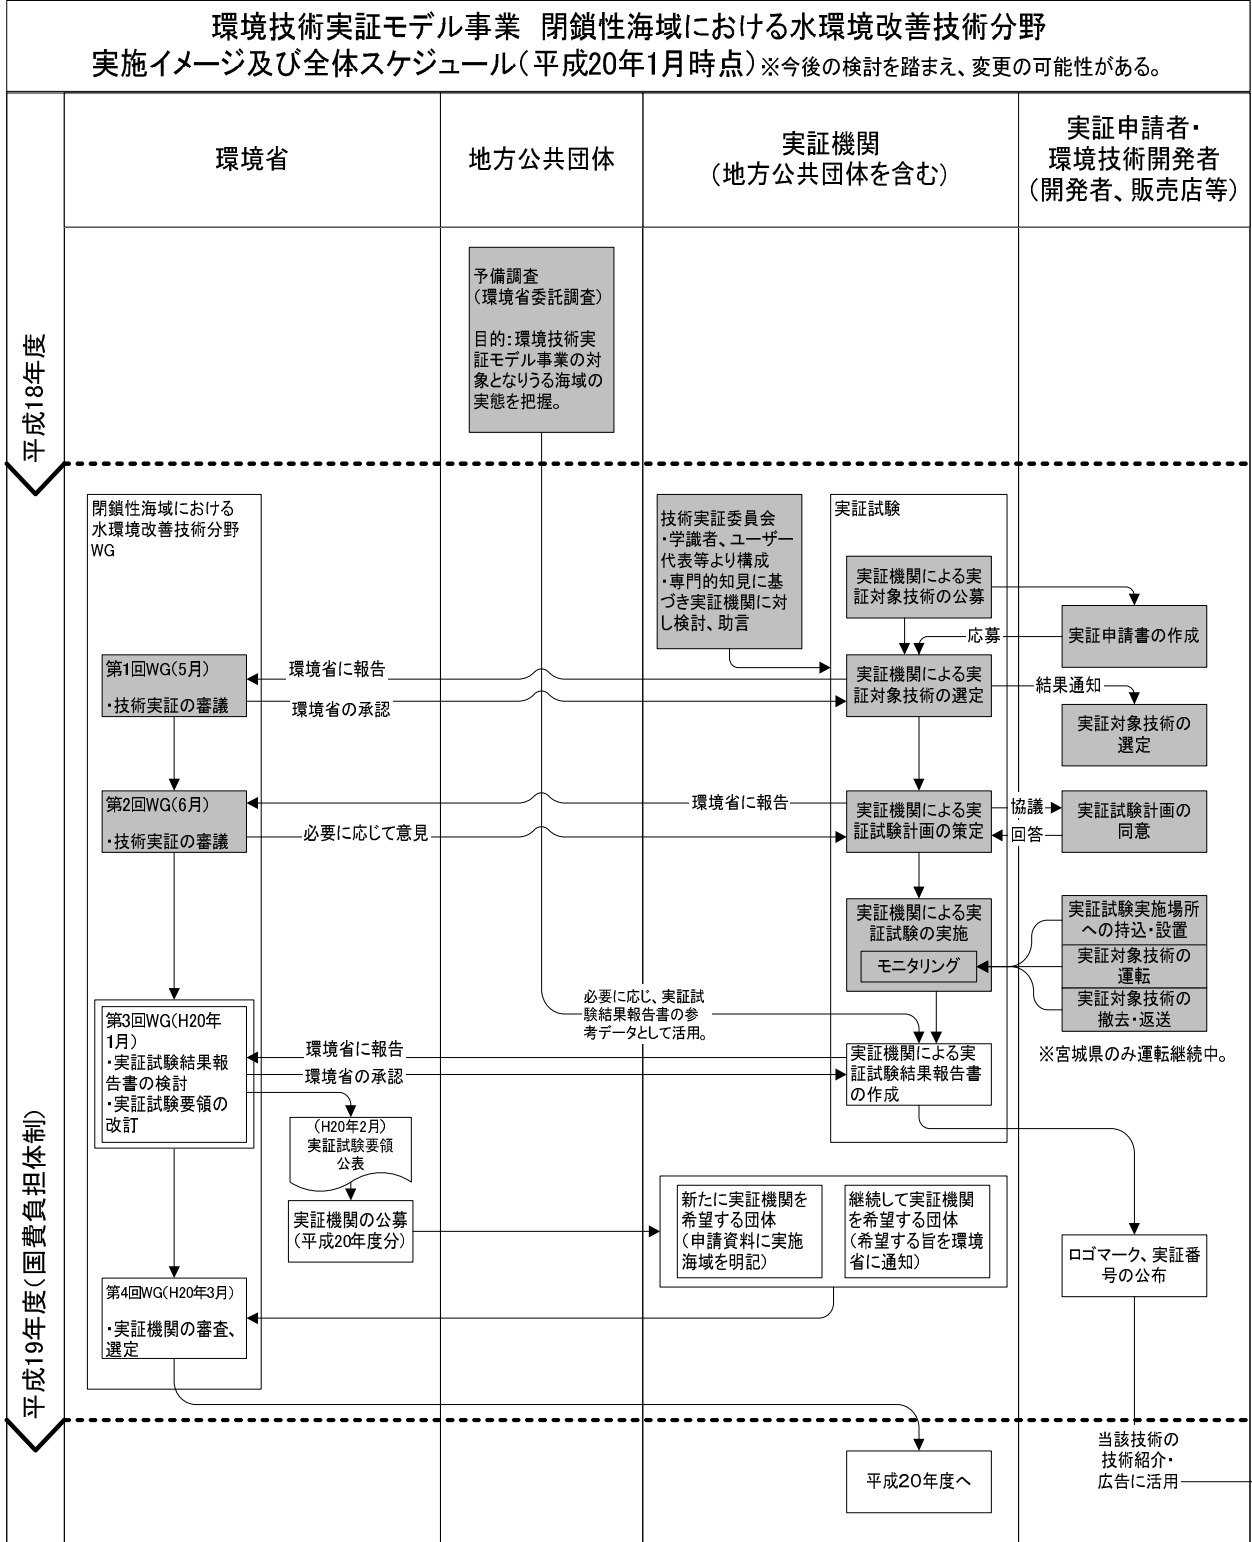 環境技術実証モデル事業　閉鎖性海域における水環境改善技術分野
実施イメージ及び全体スケジュール（平成20年1月時点）※今後の検討を踏まえ、変更の可能性がある。
環境省
地方公共団体
実証機関
（地方公共団体を含む）
実証申請者・
環境技術開発者
（開発者、販売店等）
平成18年度
予備調査
（環境省委託調査）
目的：環境技術実
証モデル事業の対
象となりうる海域の
実態を把握。
平成19年度（国費負担体制）
閉鎖性海域における
水環境改善技術分野
WG
技術実証委員会
・学識者、ユーザー
代表等より構成
・専門的知見に基
づき実証機関に対
し検討、助言
実証試験
実証機関による実
証対象技術の公募
実証申請書の作成
応募
第1回WG（5月）
・技術実証の審議
環境省に報告
環境省の承認
実証機関による実
証対象技術の選定
結果通知
実証対象技術の
選定
第2回WG（6月）
・技術実証の審議
環境省に報告
必要に応じて意見
実証機関による実
証試験計画の策定
協議
回答
実証試験計画の
同意
実証機関による実
証試験の実施
モニタリング
実証試験実施場所
への持込・設置
実証対象技術の
運転
実証対象技術の
撤去・返送
※宮城県のみ運転継続中。
必要に応じ、実証試
験結果報告書の参
考データとして活用。
第3回WG（H20年
1月）
・実証試験結果報
告書の検討
・実証試験要領の
改訂
環境省に報告
環境省の承認
実証機関による実
証試験結果報告書
の作成
（H20年2月）
実証試験要領
公表
実証機関の公募
（平成20年度分）
新たに実証機関を
希望する団体
（申請資料に実施
海域を明記）
継続して実証機関
を希望する団体
（希望する旨を環境
省に通知）
ロゴマーク、実証番
号の公布
第4回WG（H20年3月）
・実証機関の審査、
選定
平成２０年度へ
当該技術の
技術紹介・
広告に活用